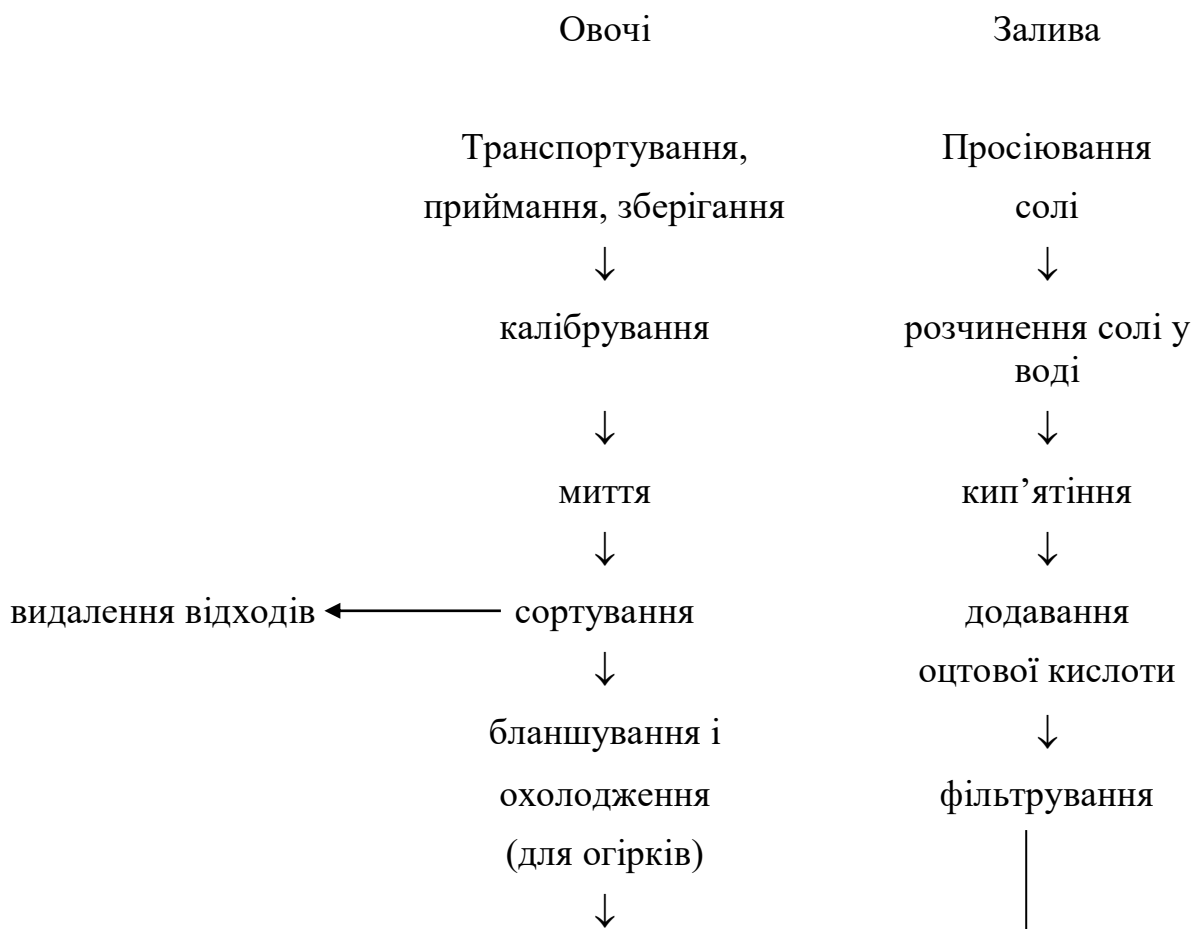 Овочі
Залива
Транспортування,
приймання, зберігання
Просіювання
солі
↓
↓
калібрування
розчинення солі у
воді
↓
↓
миття
кип’ятіння
↓
↓
видалення відходів
сортування
додавання
оцтової кислоти
↓
бланшування і
охолодження
(для огірків)
↓
фільтрування
↓